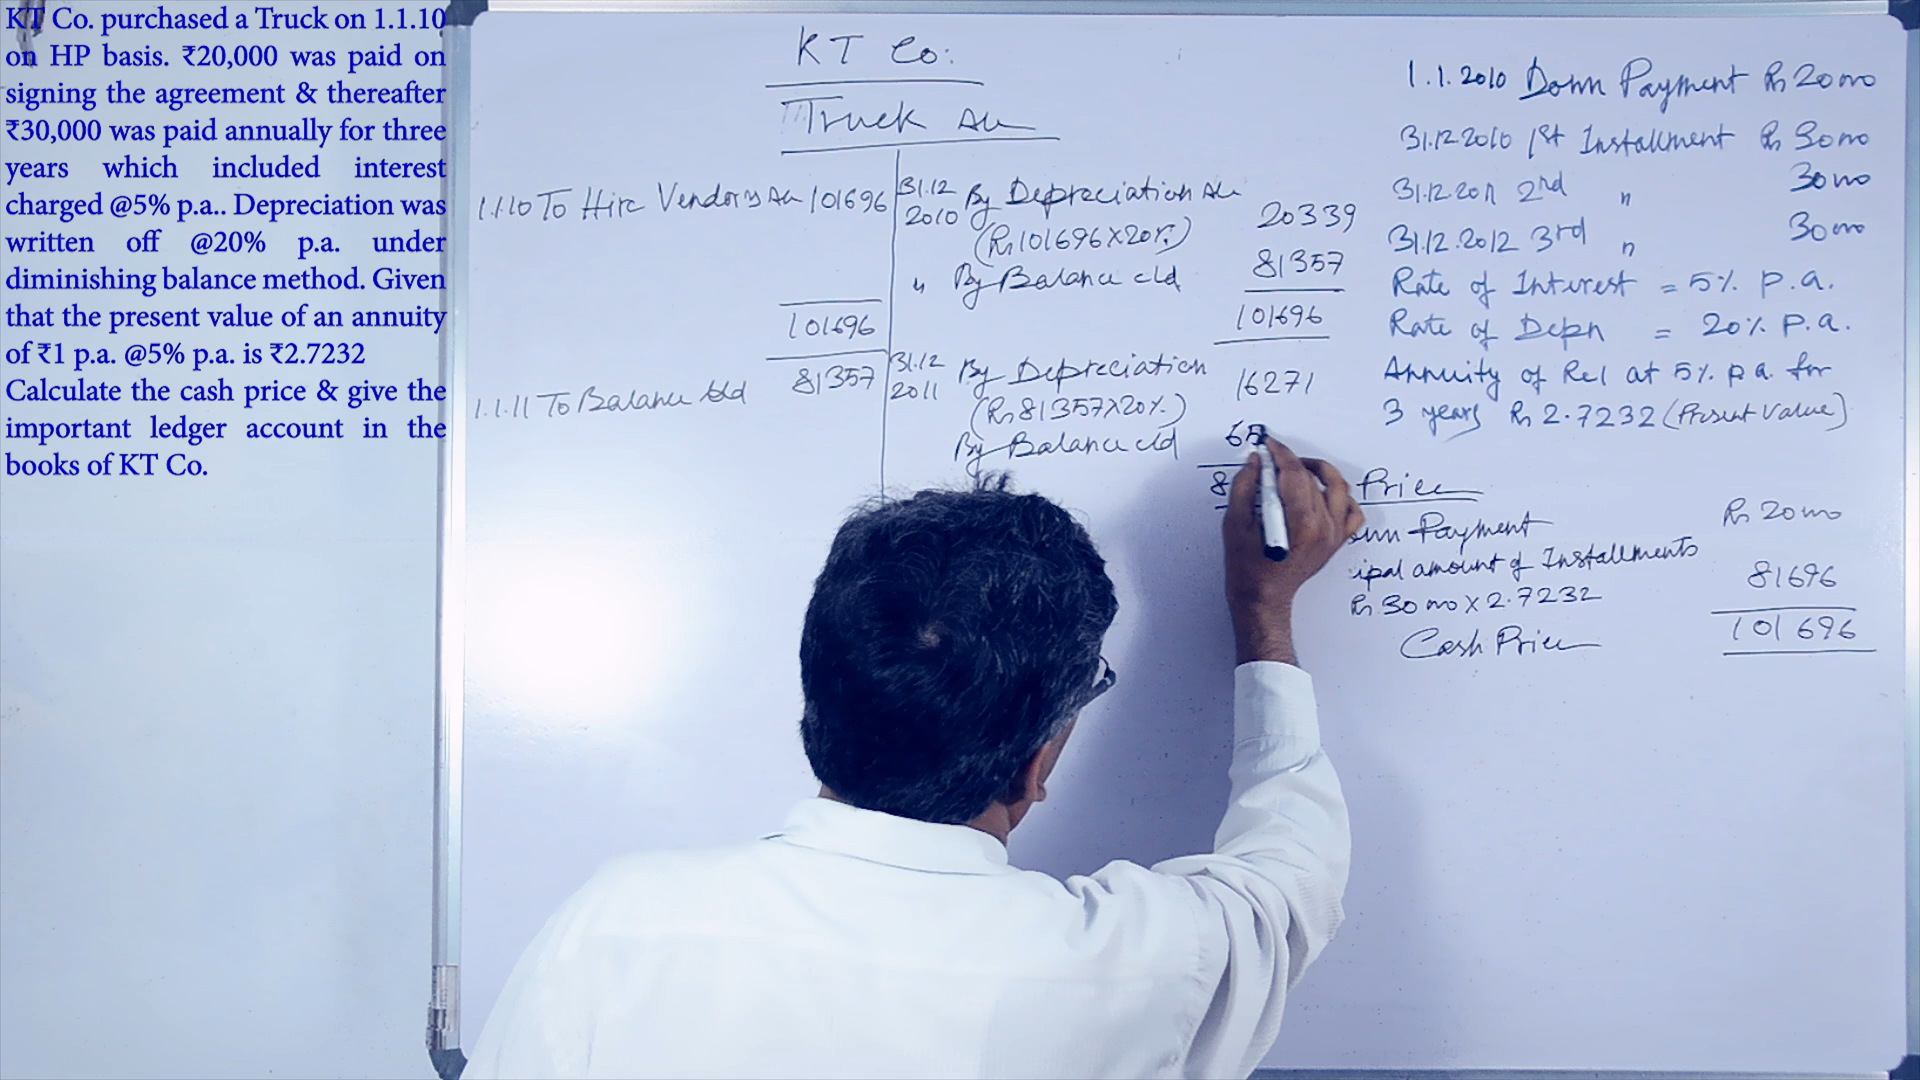 KT Co. purchased a Truck on 1.1.10
on HP basis. ₹20,000 was paid on
signing the agreement & thereafter
₹30,000 was paid annually for three
years which included interest
charged @5% p.a.. Depreciation was
written off @20% p.a. under
diminishing balance method. Given
that the present value of an annuity
of ₹1 p.a. @5% p.a. is ₹2.7232
Calculate the cash price & give the
important ledger account in the
books of KT Co.
KT Co:
Truck A/c
1.1.10 To Hire Vendors A/c 101696
101696
1.1.11 To Balance b/d 81357
31.12 2010 By Depreciation A/c 20339
(Rs 101696 X 20%)
" By Balance c/d 81357
101696
31.12 2011 By Depreciation 16271
(Rs 81357 X 20%)
By Balance c/d
8
1.1.2010 Down Payment Rs 20000
31.12.2010 1st Installment Rs 30000
31.12.2011 2nd " 30000
31.12.2012 3rd " 30000
Rate of Interest = 5% p.a.
Rate of Depn = 20% p.a.
Annuity of Re1 at 5% p.a. for
3 years Rs 2.7232 (Present Value)
Price
Payment Rs 20000
amount of Installments
Rs 30000 X 2.7232 81696
Cash Price 101696